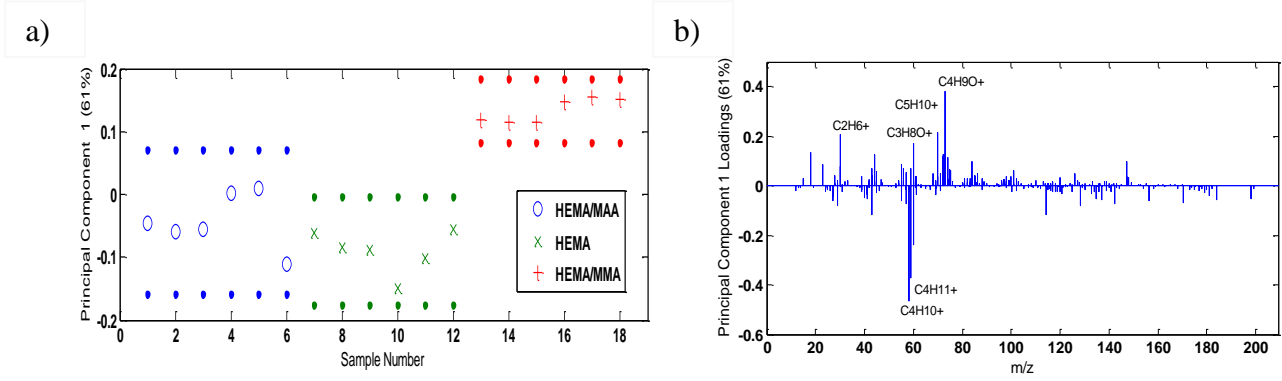 a)
Principal Component 1 (61%)
0.2
0.1
0
-0.1
-0.2
HEMA/MAA
HEMA
HEMA/MMA
0 2 4 6 8 10 12 14 16 18
Sample Number
b)
Principal Component 1 Loadings (61%)
0.4
0.2
0
-0.2
-0.4
-0.6
C4H9O+
C5H10+
C2H6+
C3H8O+
C4H11+
C4H10+
0 20 40 60 80 100 120 140 160 180 200
m/z